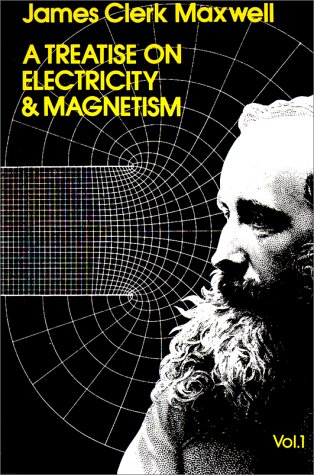 James Clerk Maxwell
A TREATISE ON
ELECTRICITY
& MAGNETISM
Vol.1